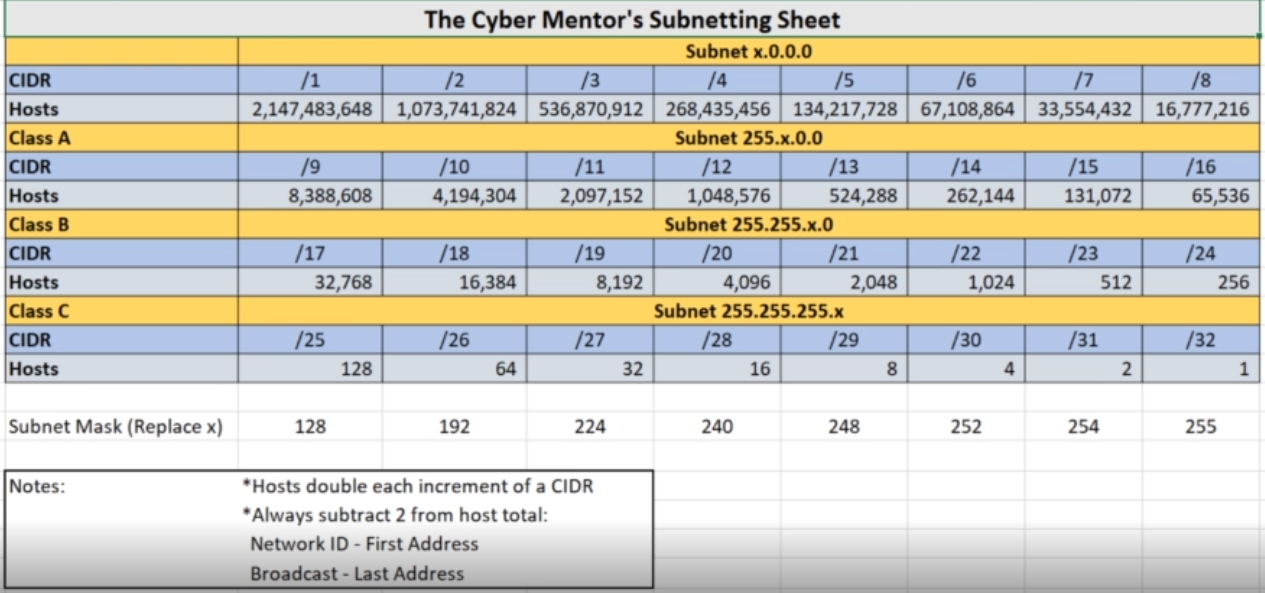 The Cyber Mentor's Subnetting Sheet
Subnet x.0.0.0
CIDR /1 /2 /3 /4 /5 /6 /7 /8
Hosts 2,147,483,648 1,073,741,824 536,870,912 268,435,456 134,217,728 67,108,864 33,554,432 16,777,216
Class A Subnet 255.x.0.0
CIDR /9 /10 /11 /12 /13 /14 /15 /16
Hosts 8,388,608 4,194,304 2,097,152 1,048,576 524,288 262,144 131,072 65,536
Class B Subnet 255.255.x.0
CIDR /17 /18 /19 /20 /21 /22 /23 /24
Hosts 32,768 16,384 8,192 4,096 2,048 1,024 512 256
Class C Subnet 255.255.255.x
CIDR /25 /26 /27 /28 /29 /30 /31 /32
Hosts 128 64 32 16 8 4 2 1
Subnet Mask (Replace x) 128 192 224 240 248 252 254 255
Notes: *Hosts double each increment of a CIDR
*Always subtract 2 from host total:
Network ID - First Address
Broadcast - Last Address